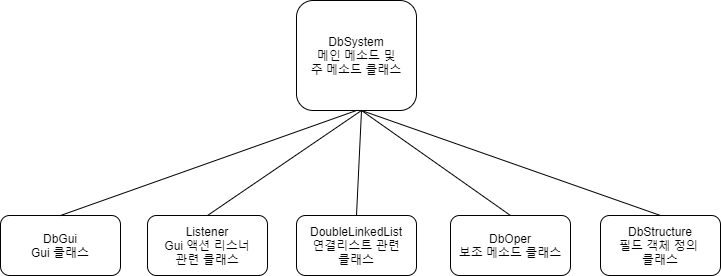 DbSystem
메인 메소드 및
주 메소드 클래스
DbGui
Gui 클래스
Listener
Gui 액션 리스너
관련 클래스
DoubleLinkedList
연결리스트 관련
클래스
DbOper
보조 메소드 클래스
DbStructure
필드 객체 정의
클래스